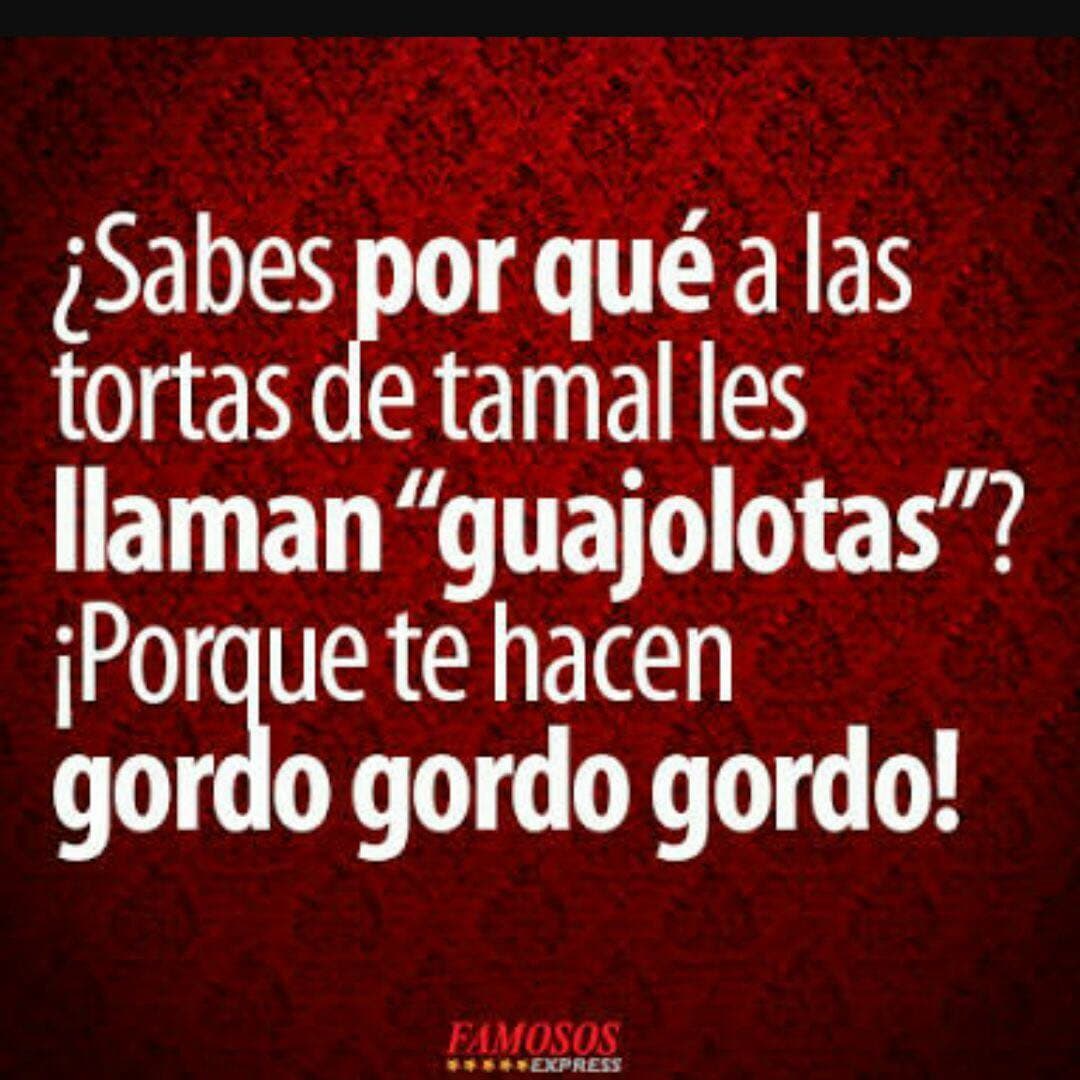 ¿Sabes por qué a las
tortas de tamal les
llaman “guajolotas”?
¡Porque te hacen
gordo gordo gordo!
FAMOSOS
EXPRESS